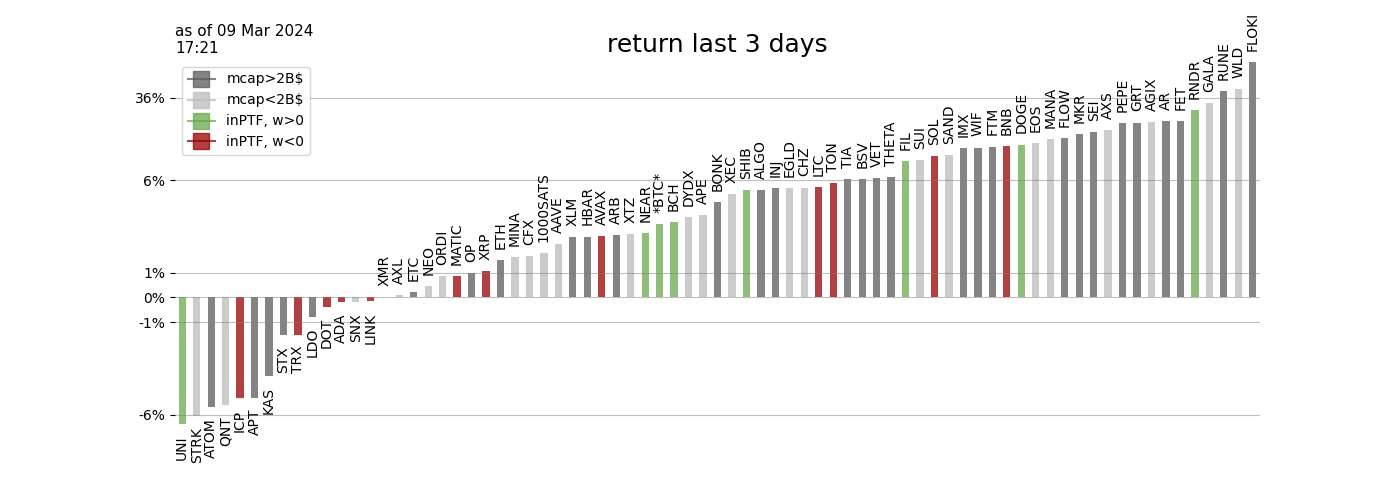 as of 09 Mar 2024
17:21
return last 3 days
mcap>2B$
mcap<2B$
inPTF, w>0
inPTF, w<0
36%
6%
1%
0%
-1%
-6%
UNI
STRK
ATOM
QNT
ICP
APT
KAS
STX
TRX
LDO
DOT
ADA
SNX
LINK
XMR
AXL
ETC
NEO
ORDI
MATIC
OP
XRP
ETH
MINA
CFX
1000SATS
AAVE
XLM
HBAR
AVAX
ARB
XTZ
NEAR
*BTC*
BCH
DYDX
APE
BONK
XEC
SHIB
ALGO
INJ
EGLD
CHZ
LTC
TON
TIA
BSV
VET
THETA
FIL
SUI
SOL
SAND
IMX
WIF
FTM
BNB
DOGE
EOS
MANA
FLOW
MKR
SEI
AXS
PEPE
GRT
AGIX
AR
FET
RNDR
GALA
RUNE
WLD
FLOKI